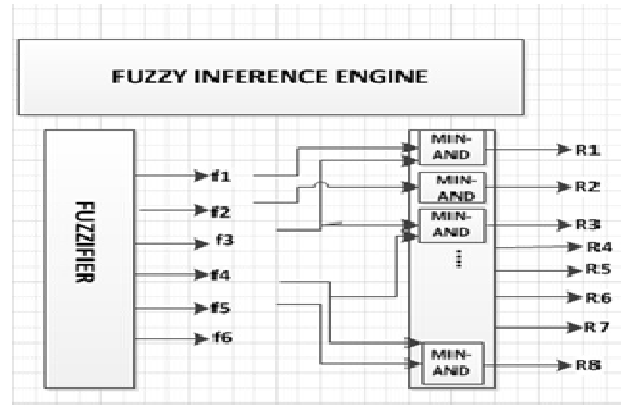 FUZZY INFERENCE ENGINE
FUZZIFIER
f1
f2
f3
f4
f5
f6
MIN-
AND
MIN-
AND
MIN-
AND
MIN-
AND
R1
R2
R3
R4
R5
R6
R7
R8